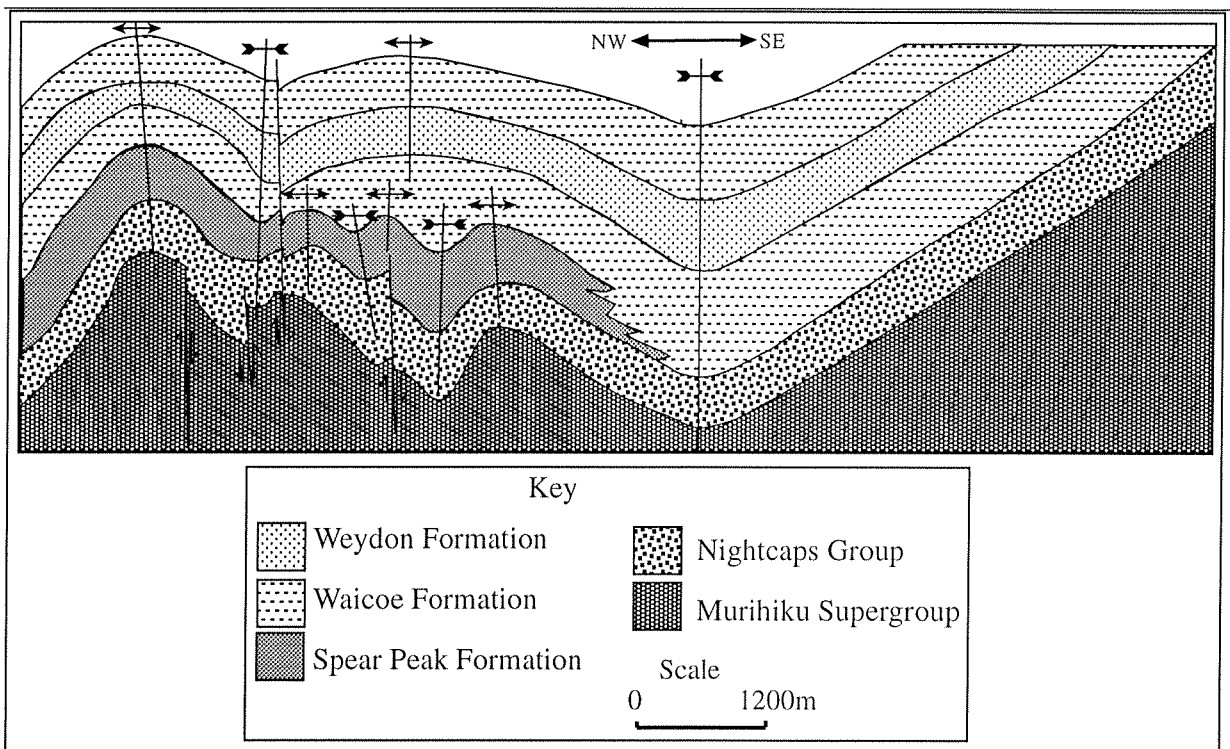 NW SE
Key
Weydon Formation
Waicoe Formation
Spear Peak Formation
Nightcaps Group
Murihiku Supergroup
Scale
0 1200m